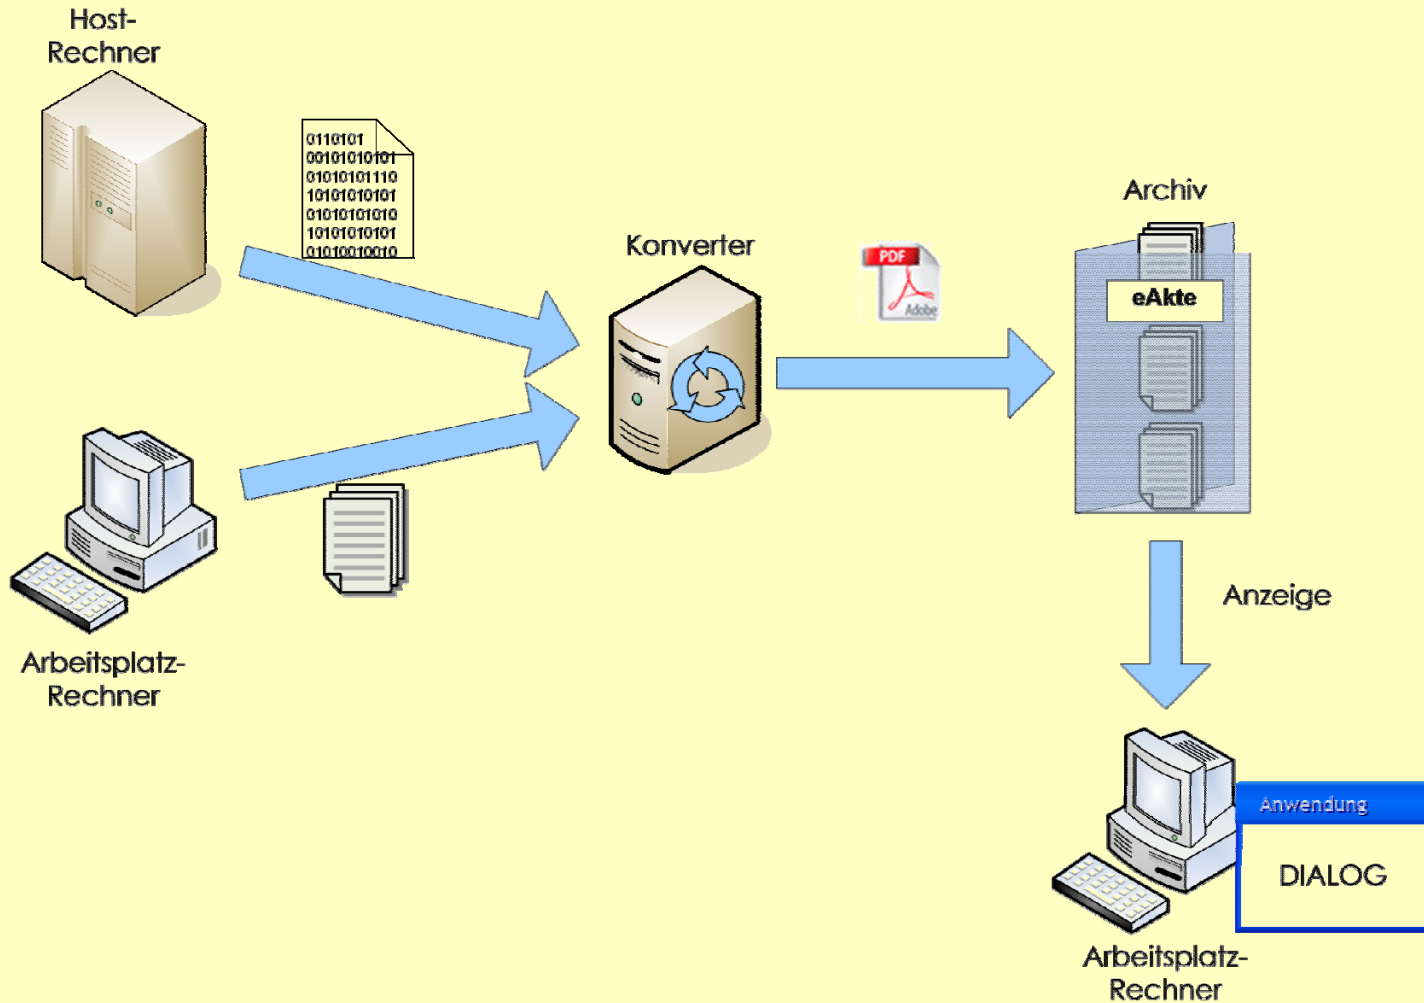 Host-
Rechner
0110101
00101010101
01010101110
10101010101
01010101010
10101010101
01010010010
Archiv
Konverter
PDF
Adobe
eAkte
Anzeige
Arbeitsplatz-
Rechner
Anwendung
DIALOG
Arbeitsplatz-
Rechner